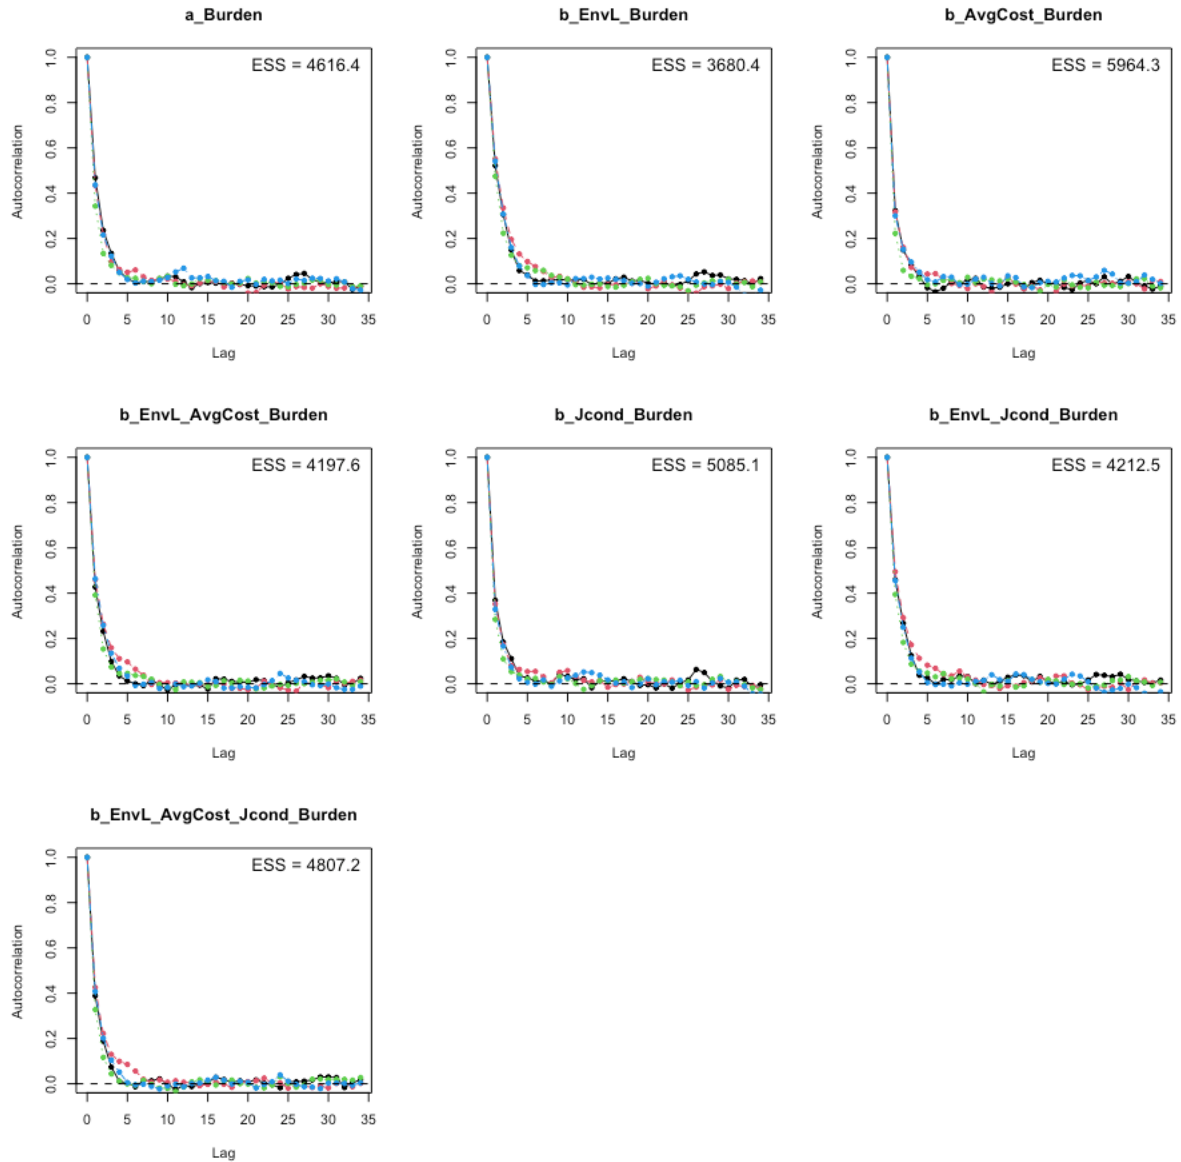 a_Burden
ESS = 4616.4
1.0
0.8
0.6
0.4
0.2
0.0
Autocorrelation
0 5 10 15 20 25 30 35
Lag
b_EnvL_Burden
ESS = 3680.4
1.0
0.8
0.6
0.4
0.2
0.0
Autocorrelation
0 5 10 15 20 25 30 35
Lag
b_AvgCost_Burden
ESS = 5964.3
1.0
0.8
0.6
0.4
0.2
0.0
Autocorrelation
0 5 10 15 20 25 30 35
Lag
b_EnvL_AvgCost_Burden
ESS = 4197.6
1.0
0.8
0.6
0.4
0.2
0.0
Autocorrelation
0 5 10 15 20 25 30 35
Lag
b_Jcond_Burden
ESS = 5085.1
1.0
0.8
0.6
0.4
0.2
0.0
Autocorrelation
0 5 10 15 20 25 30 35
Lag
b_EnvL_Jcond_Burden
ESS = 4212.5
1.0
0.8
0.6
0.4
0.2
0.0
Autocorrelation
0 5 10 15 20 25 30 35
Lag
b_EnvL_AvgCost_Jcond_Burden
ESS = 4807.2
1.0
0.8
0.6
0.4
0.2
0.0
Autocorrelation
0 5 10 15 20 25 30 35
Lag